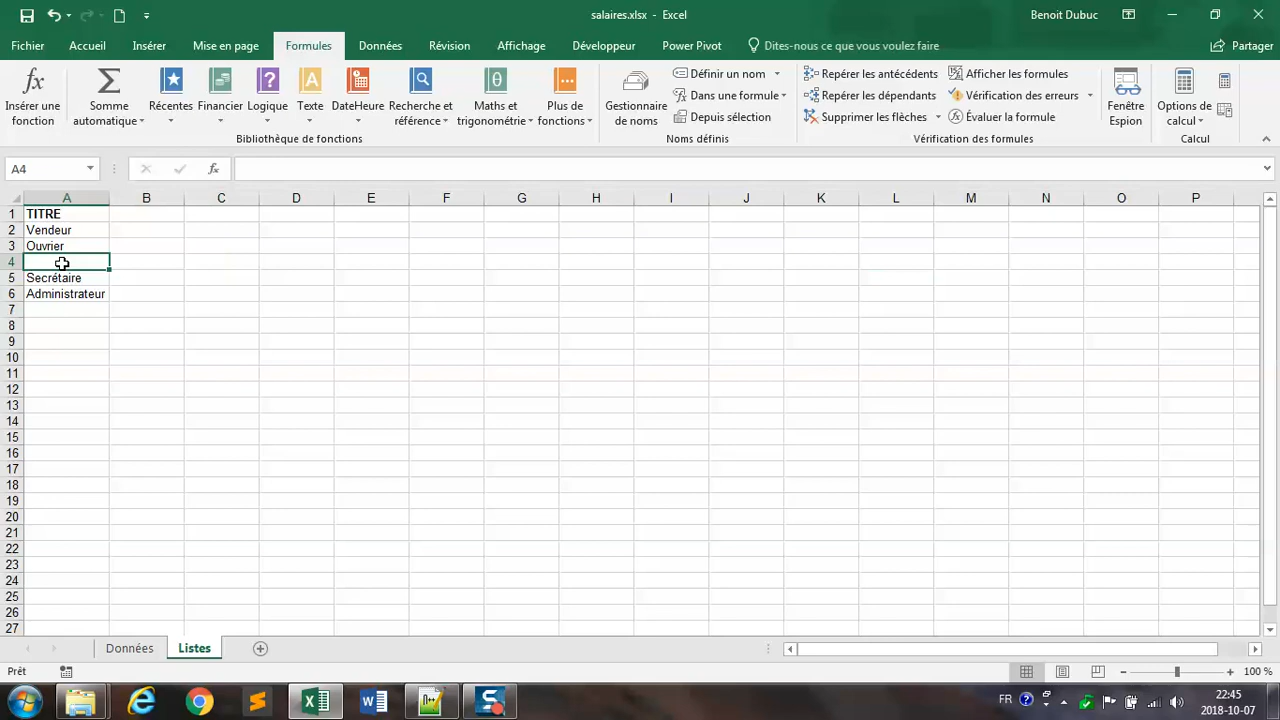 salaires.xlsx - Excel
Benoit Dubuc
Fichier Accueil Insérer Mise en page Formules Données Révision Affichage Développeur Power Pivot Dites-nous ce que vous voulez faire Partager
Insérer une fonction
Somme automatique
Récentes
Financier
Logique
Texte
DateHeure
Recherche et référence
Maths et trigonométrie
Plus de fonctions
Bibliothèque de fonctions
Gestionnaire de noms
Définir un nom
Dans une formule
Depuis sélection
Noms définis
Repérer les antécédents
Repérer les dépendants
Supprimer les flèches
Afficher les formules
Vérification des erreurs
Évaluer la formule
Vérification des formules
Fenêtre Espion
Options de calcul
Calcul
A4
fx
A B C D E F G H I J K L M N O P
1 TITRE
2 Vendeur
3 Ouvrier
4
5 Secrétaire
6 Administrateur
7
8
9
10
11
12
13
14
15
16
17
18
19
20
21
22
23
24
25
26
27
Données Listes
Prêt
100 %
FR
22:45
2018-10-07